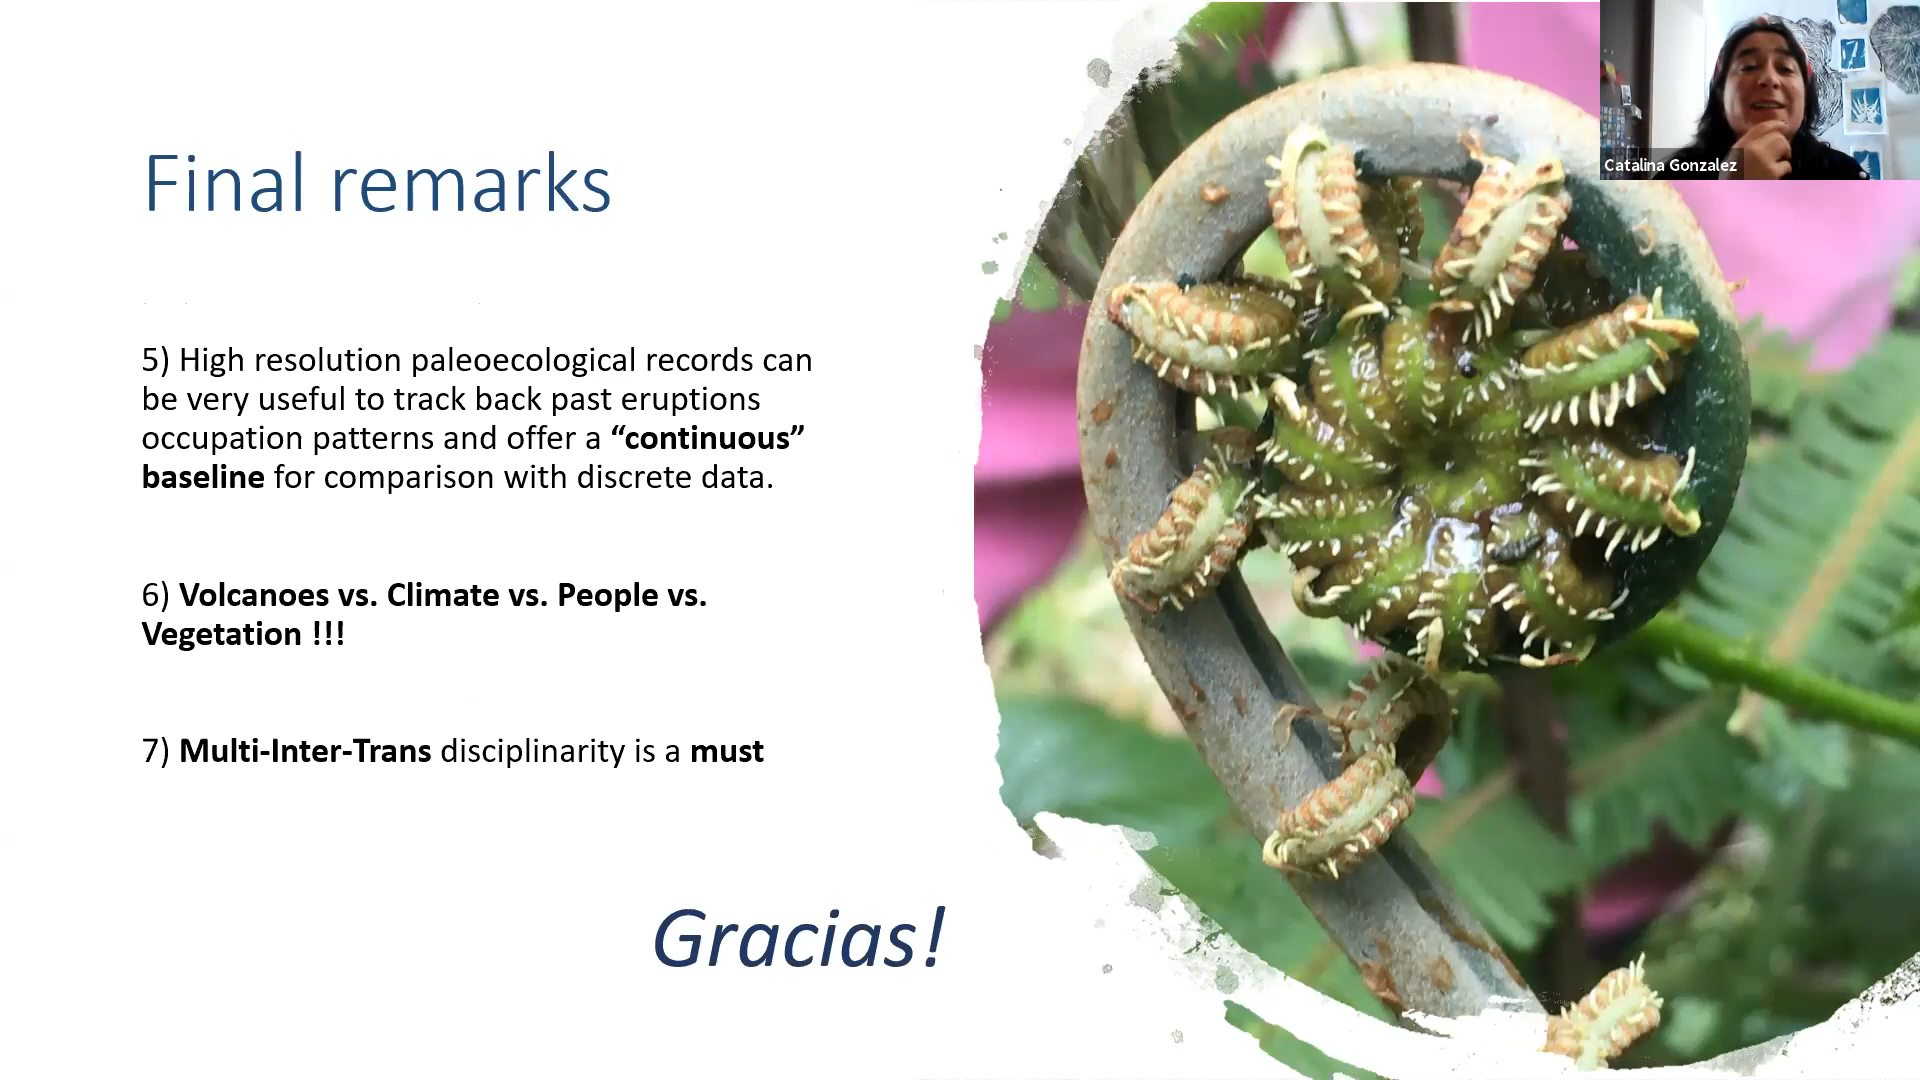 Final remarks
Catalina Gonzalez
5) High resolution paleoecological records can
be very useful to track back past eruptions
occupation patterns and offer a “continuous”
baseline for comparison with discrete data.
6) Volcanoes vs. Climate vs. People vs.
Vegetation !!!
7) Multi-Inter-Trans disciplinarity is a must
Gracias!